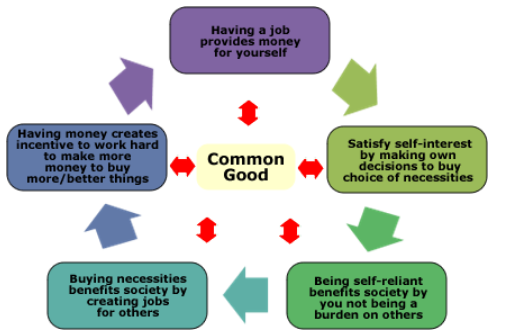 Having a job
provides money
for yourself
Satisfy self-interest
by making own
decisions to buy
choice of necessities
Being self-reliant
benefits society by
you not being a
burden on others
Buying necessities
benefits society by
creating jobs
for others
Having money creates
incentive to work hard
to make more
money to buy
more/better things
Common
Good